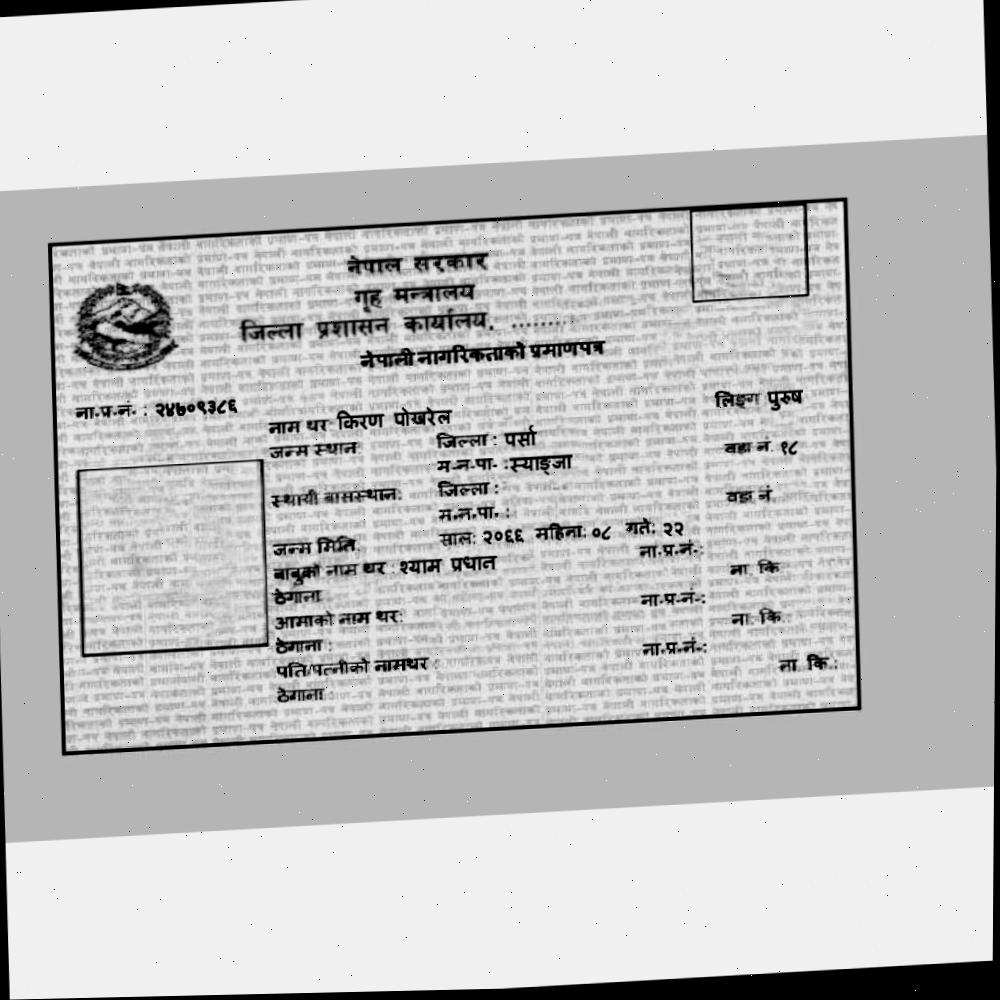 नेपाल सरकार
गृह मन्त्रालय
जिल्ला प्रशासन कार्यालय, .........
नेपाली नागरिकताको प्रमाणपत्र
ना.प्र.नं. : २४७०९३८६
लिङ्ग पुरुष
नाम थर किरण पोखरेल
जन्म स्थान: जिल्ला : पर्सा वडा नं. १८
म.न.पा. : स्याङ्जा
स्थायी बासस्थान: जिल्ला : वडा नं.
म.न.पा. :
जन्म मिति: साल: २०६६ महिना: ०८ गते: २२
बाबुको नाम थर : श्याम प्रधान ना.प्र.नं.:
ठेगाना ना. कि.
आमाको नाम थर: ना.प्र.नं.:
ठेगाना : ना. कि.:
पति/पत्नीको नामथर : ना.प्र.नं.:
ठेगाना ना. कि.: